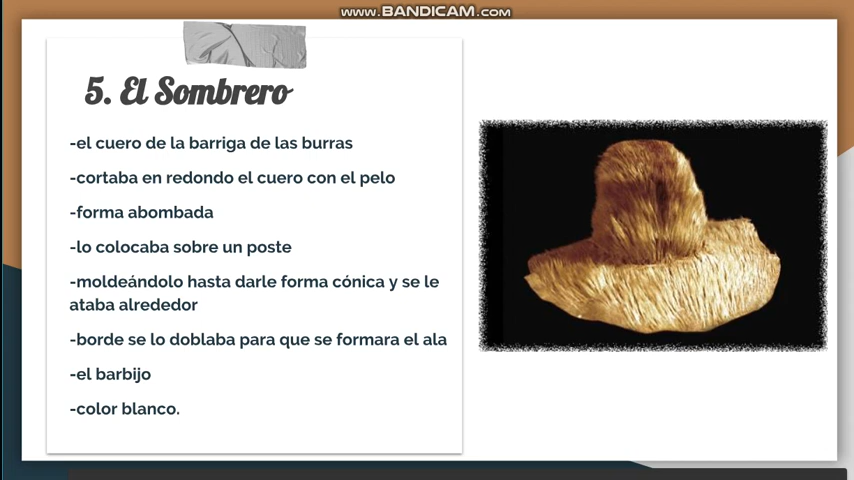 WWW.BANDICAM.COM
5. El Sombrero
-el cuero de la barriga de las burras
-cortaba en redondo el cuero con el pelo
-forma abombada
-lo colocaba sobre un poste
-moldeándolo hasta darle forma cónica y se le
ataba alrededor
-borde se lo doblaba para que se formara el ala
-el barbijo
-color blanco.